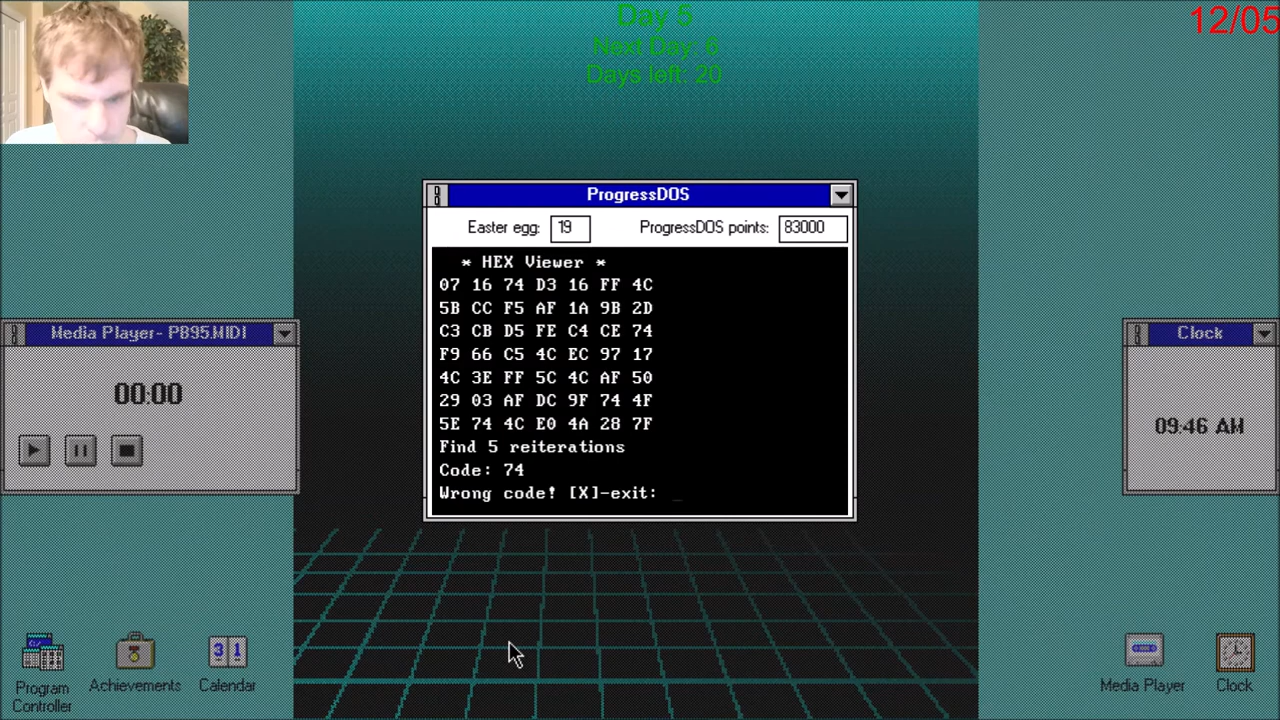 Day 5
Next Day: 6
Days left: 20
12/05
ProgressDOS
Easter egg: 19 ProgressDOS points: 83000
* HEX Viewer *
07 16 74 D3 16 FF 4C
5B CC F5 AF 1A 9B 2D
C3 CB D5 FE C4 CE 74
F9 66 C5 4C EC 97 17
4C 3E FF 5C 4C AF 50
29 03 AF DC 9F 74 4F
5E 74 4C E0 4A 28 7F
Find 5 reiterations
Code: 74
Wrong code! [X]-exit: _
Media Player- PB95.MIDI
00:00
Clock
09:46 AM
Program
Controller
Achievements
31
Calendar
Media Player
Clock